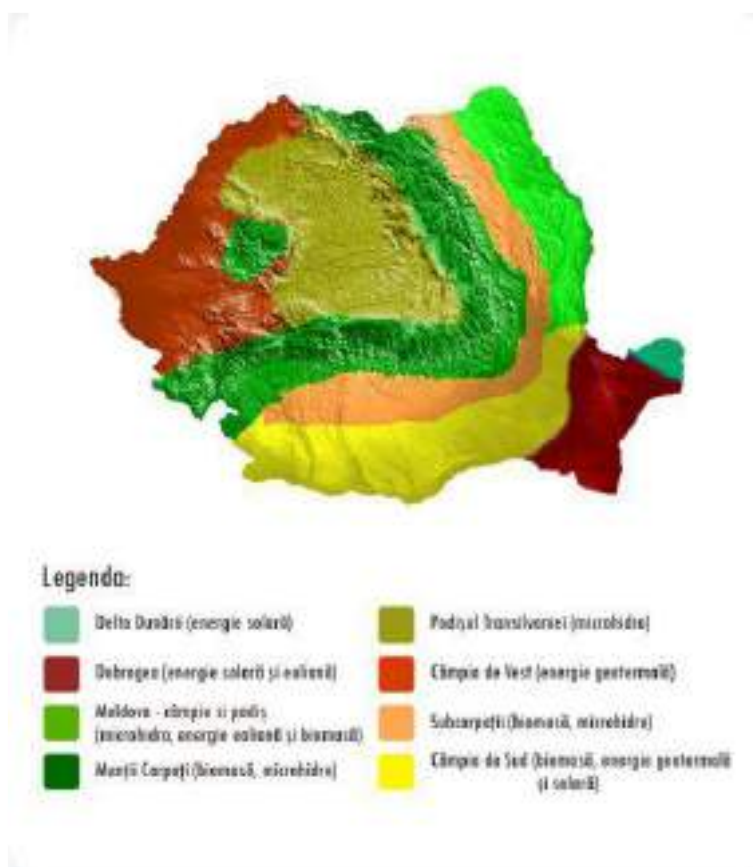 Legenda:
Delta Dunării (energie solară)
Dobrogea (energie solară și eoliană)
Moldova - câmpie si podiș
(microhidro, energie eoliană și biomasă)
Munții Carpați (biomasă, microhidro)
Podișul Transilvaniei (microhidro)
Câmpia de Vest (energie geotermală)
Subcarpații (biomasă, microhidro)
Câmpia de Sud (biomasă, energie geotermală
și solară)